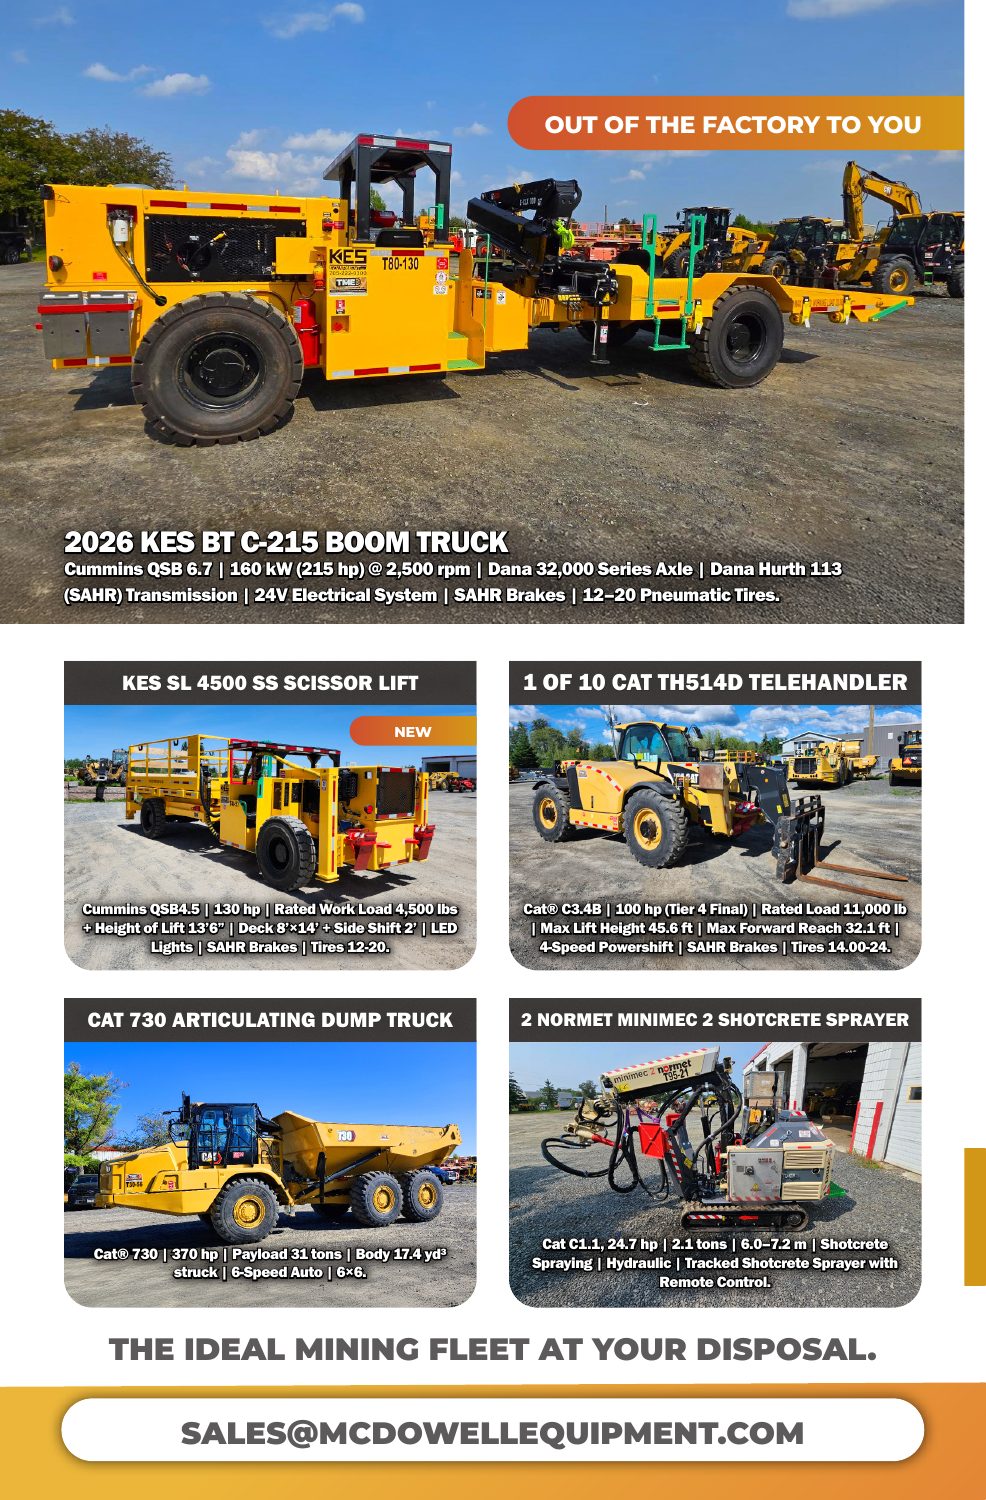 OUT OF THE FACTORY TO YOU
KES
705-222-6100
TME
T80-130
2026 KES BT C-215 BOOM TRUCK
Cummins QSB 6.7 | 160 kW (215 hp) @ 2,500 rpm | Dana 32,000 Series Axle | Dana Hurth 113
(SAHR) Transmission | 24V Electrical System | SAHR Brakes | 12–20 Pneumatic Tires.
KES SL 4500 SS SCISSOR LIFT
NEW
Cummins QSB4.5 | 130 hp | Rated Work Load 4,500 lbs
+ Height of Lift 13’6” | Deck 8’×14’ + Side Shift 2’ | LED
Lights | SAHR Brakes | Tires 12-20.
1 OF 10 CAT TH514D TELEHANDLER
CAT
Cat® C3.4B | 100 hp (Tier 4 Final) | Rated Load 11,000 lb
| Max Lift Height 45.6 ft | Max Forward Reach 32.1 ft |
4-Speed Powershift | SAHR Brakes | Tires 14.00-24.
CAT 730 ARTICULATING DUMP TRUCK
730
CAT
Cat® 730 | 370 hp | Payload 31 tons | Body 17.4 yd³
struck | 6-Speed Auto | 6×6.
2 NORMET MINIMEC 2 SHOTCRETE SPRAYER
minimec 2 normet
T95-21
Cat C1.1, 24.7 hp | 2.1 tons | 6.0–7.2 m | Shotcrete
Spraying | Hydraulic | Tracked Shotcrete Sprayer with
Remote Control.
THE IDEAL MINING FLEET AT YOUR DISPOSAL.
SALES@MCDOWELLEQUIPMENT.COM